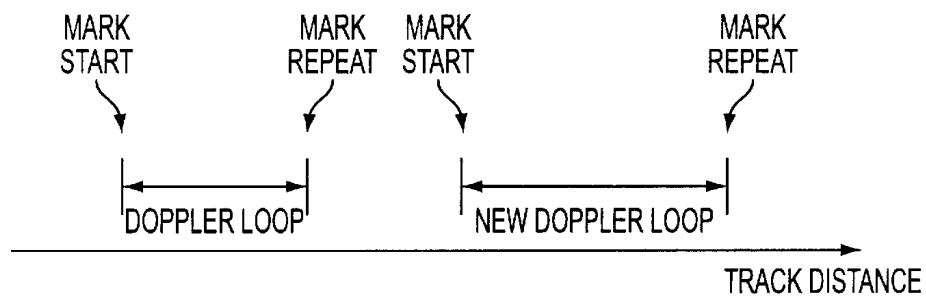 MARK START
MARK REPEAT
MARK START
MARK REPEAT
DOPPLER LOOP
NEW DOPPLER LOOP
TRACK DISTANCE